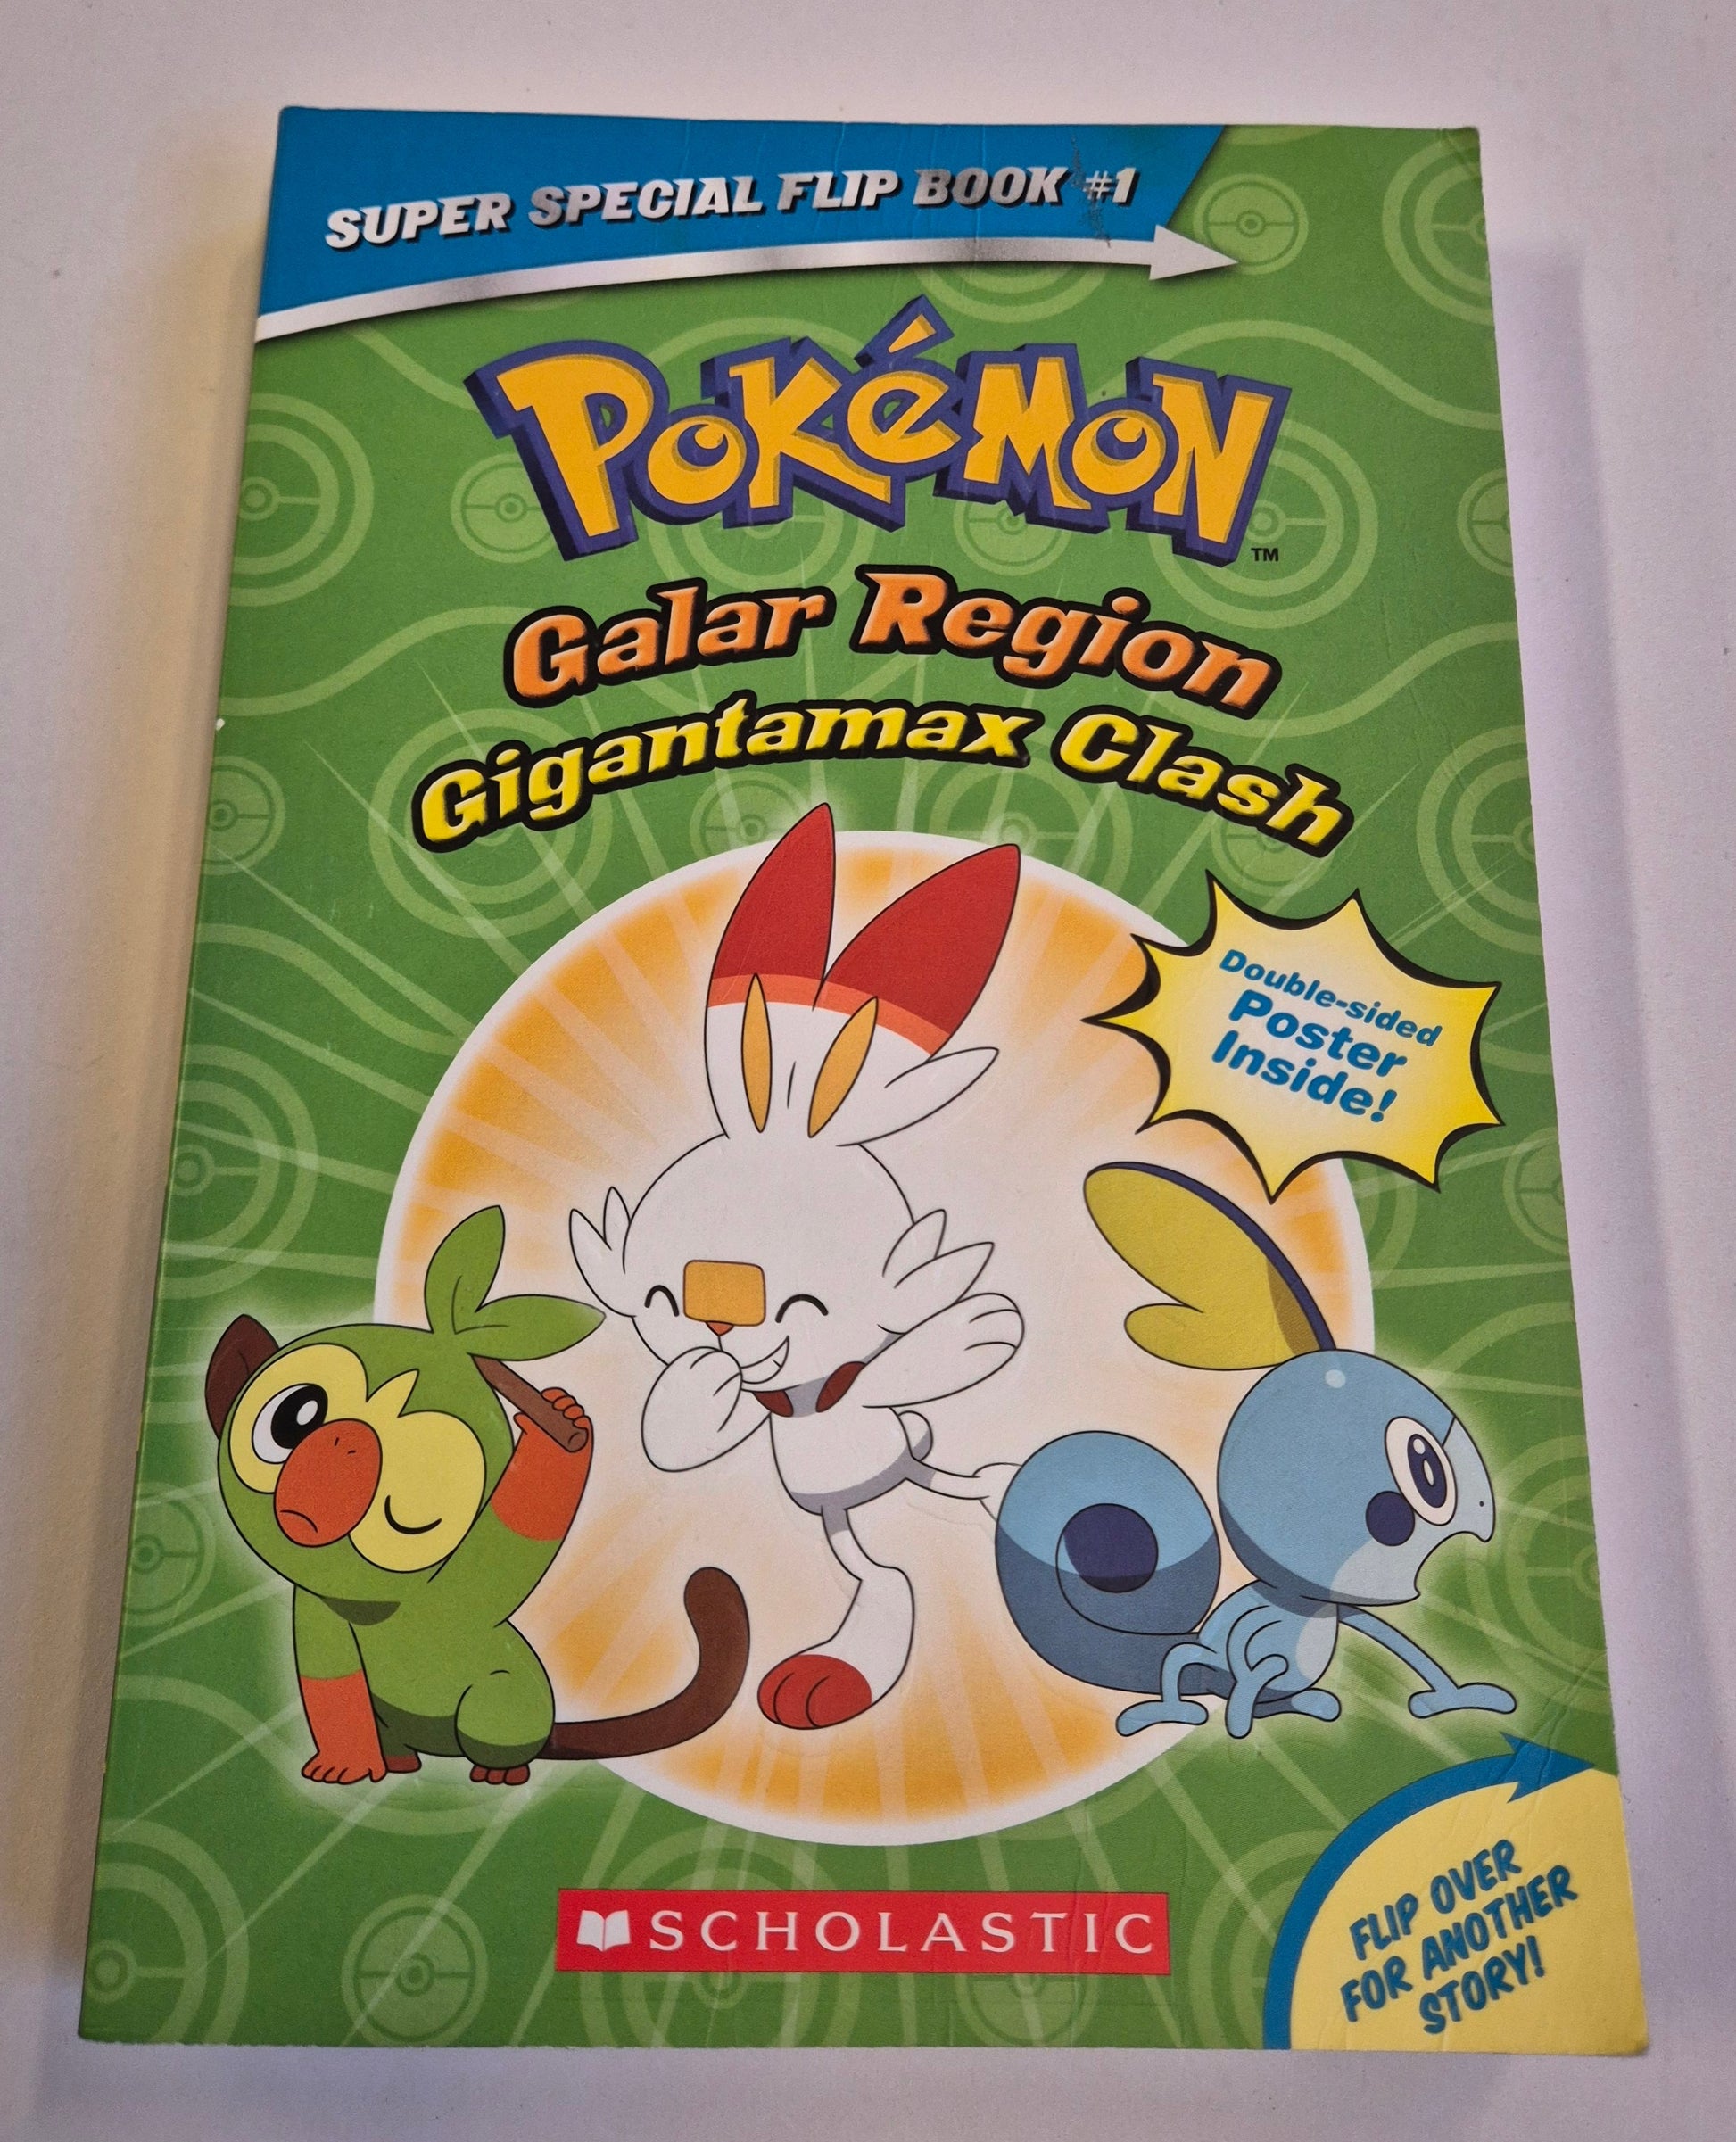 SUPER SPECIAL FLIP BOOK #1
POKéMON
TM
Galar Region
Gigantamax Clash
Double-sided
Poster
Inside!
SCHOLASTIC
FLIP OVER
FOR ANOTHER
STORY!